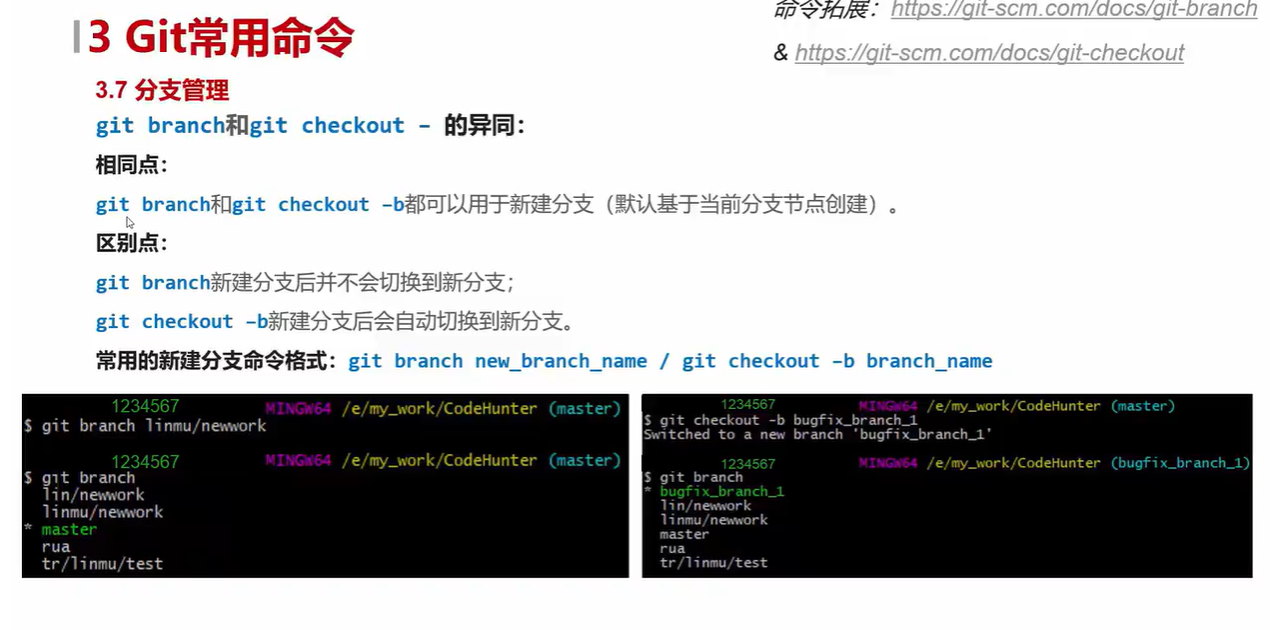 3 Git常用命令
命令拓展：https://git-scm.com/docs/git-branch
& https://git-scm.com/docs/git-checkout
3.7 分支管理
git branch和git checkout – 的异同：
相同点：
git branch和git checkout –b都可以用于新建分支（默认基于当前分支节点创建）。
区别点：
git branch新建分支后并不会切换到新分支；
git checkout –b新建分支后会自动切换到新分支。
常用的新建分支命令格式：git branch new_branch_name / git checkout –b branch_name
1234567 MINGW64 /e/my_work/CodeHunter (master)
$ git branch linmu/newwork
1234567 MINGW64 /e/my_work/CodeHunter (master)
$ git branch
lin/newwork
linmu/newwork
* master
rua
tr/linmu/test
1234567 MINGW64 /e/my_work/CodeHunter (master)
$ git checkout -b bugfix_branch_1
Switched to a new branch 'bugfix_branch_1'
1234567 MINGW64 /e/my_work/CodeHunter (bugfix_branch_1)
$ git branch
* bugfix_branch_1
lin/newwork
linmu/newwork
master
rua
tr/linmu/test